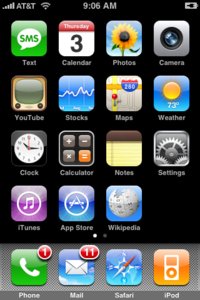 AT&T 9:06 AM
SMS
Thursday
3
280
73°
Text Calendar Photos Camera
YouTube Stocks Maps Weather
Clock Calculator Notes Settings
iTunes App Store Wikipedia
1 11
Phone Mail Safari iPod